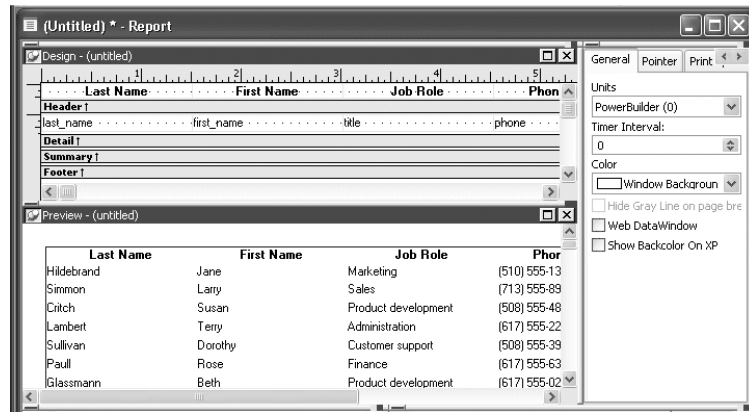 (Untitled) * - Report
Design - (untitled)
1 2 3 4 5
Last Name First Name Job Role Phon
Header ↑
last_name first_name title phone
Detail ↑
Summary ↑
Footer ↑
Preview - (untitled)
Last Name First Name Job Role Phor
Hildebrand Jane Marketing (510) 555-13
Simmon Larry Sales (713) 555-89
Critch Susan Product development (508) 555-48
Lambert Terry Administration (617) 555-22
Sullivan Dorothy Customer support (508) 555-39
Paull Rose Finance (617) 555-63
Glassmann Beth Product development (617) 555-02
General Pointer Print
Units
PowerBuilder (0)
Timer Interval:
0
Color
Window Backgroun
Hide Gray Line on page bre
Web DataWindow
Show Backcolor On XP